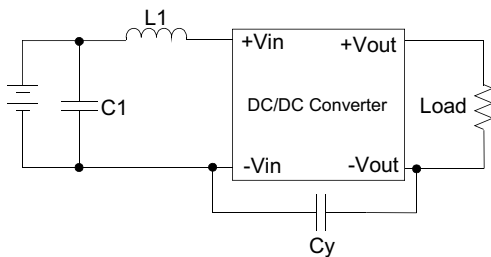 L1
+Vin
+Vout
C1
DC/DC Converter
Load
-Vin
-Vout
Cy